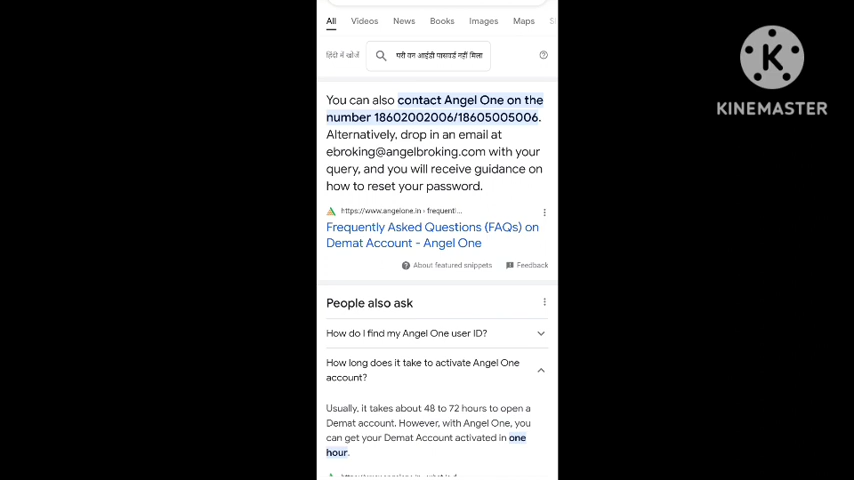 All Videos News Books Images Maps
हिंदी में खोजें
परी वन आईडी पासवर्ड नहीं मिला
K
KINEMASTER
You can also contact Angel One on the
number 18602002006/18605005006.
Alternatively, drop in an email at
ebroking@angelbroking.com with your
query, and you will receive guidance on
how to reset your password.
https://www.angelone.in › frequentl...
Frequently Asked Questions (FAQs) on
Demat Account - Angel One
About featured snippets Feedback
People also ask
How do I find my Angel One user ID?
How long does it take to activate Angel One
account?
Usually, it takes about 48 to 72 hours to open a
Demat account. However, with Angel One, you
can get your Demat Account activated in one
hour.